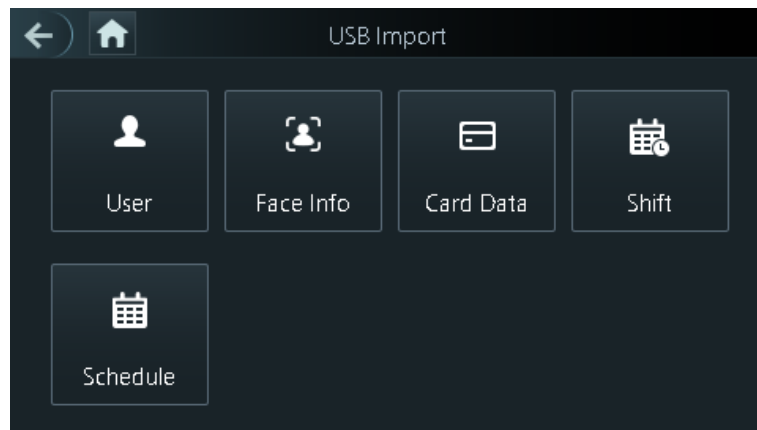 USB Import
User
Face Info
Card Data
Shift
Schedule